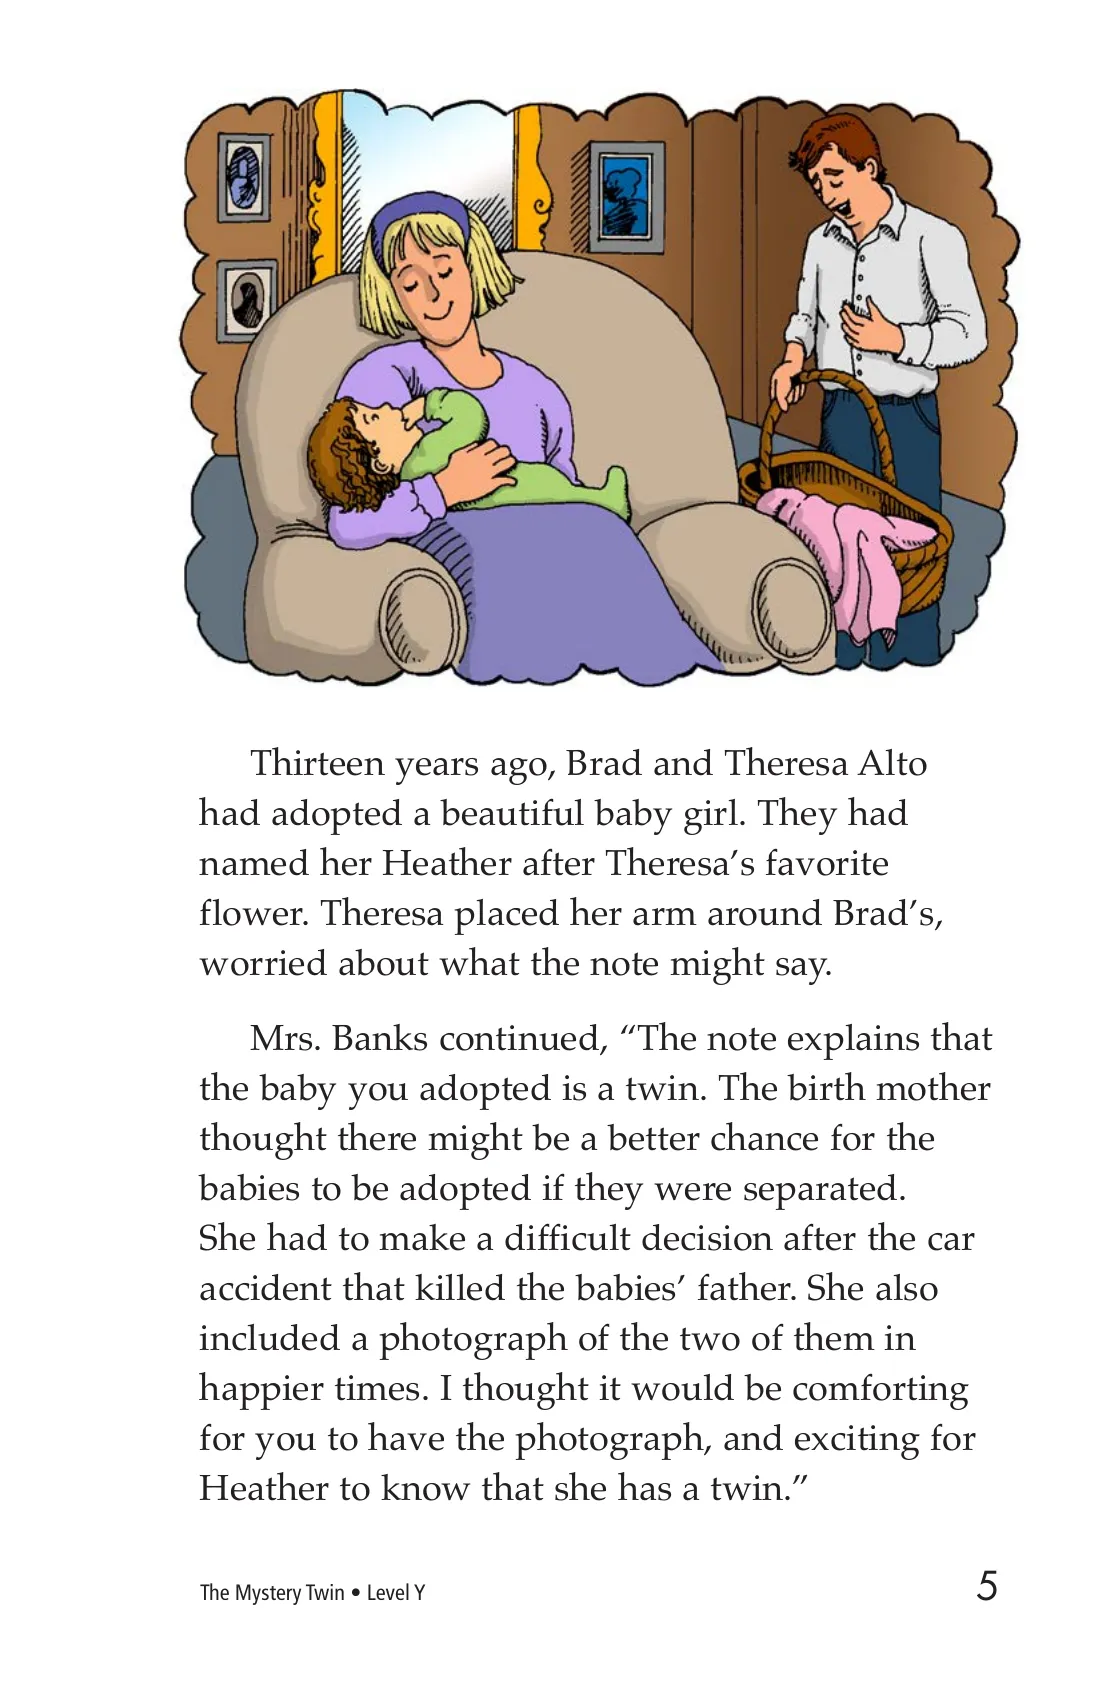 Thirteen years ago, Brad and Theresa Alto
had adopted a beautiful baby girl. They had
named her Heather after Theresa’s favorite
flower. Theresa placed her arm around Brad’s,
worried about what the note might say.
Mrs. Banks continued, “The note explains that
the baby you adopted is a twin. The birth mother
thought there might be a better chance for the
babies to be adopted if they were separated.
She had to make a difficult decision after the car
accident that killed the babies’ father. She also
included a photograph of the two of them in
happier times. I thought it would be comforting
for you to have the photograph, and exciting for
Heather to know that she has a twin.”
The Mystery Twin • Level Y
5